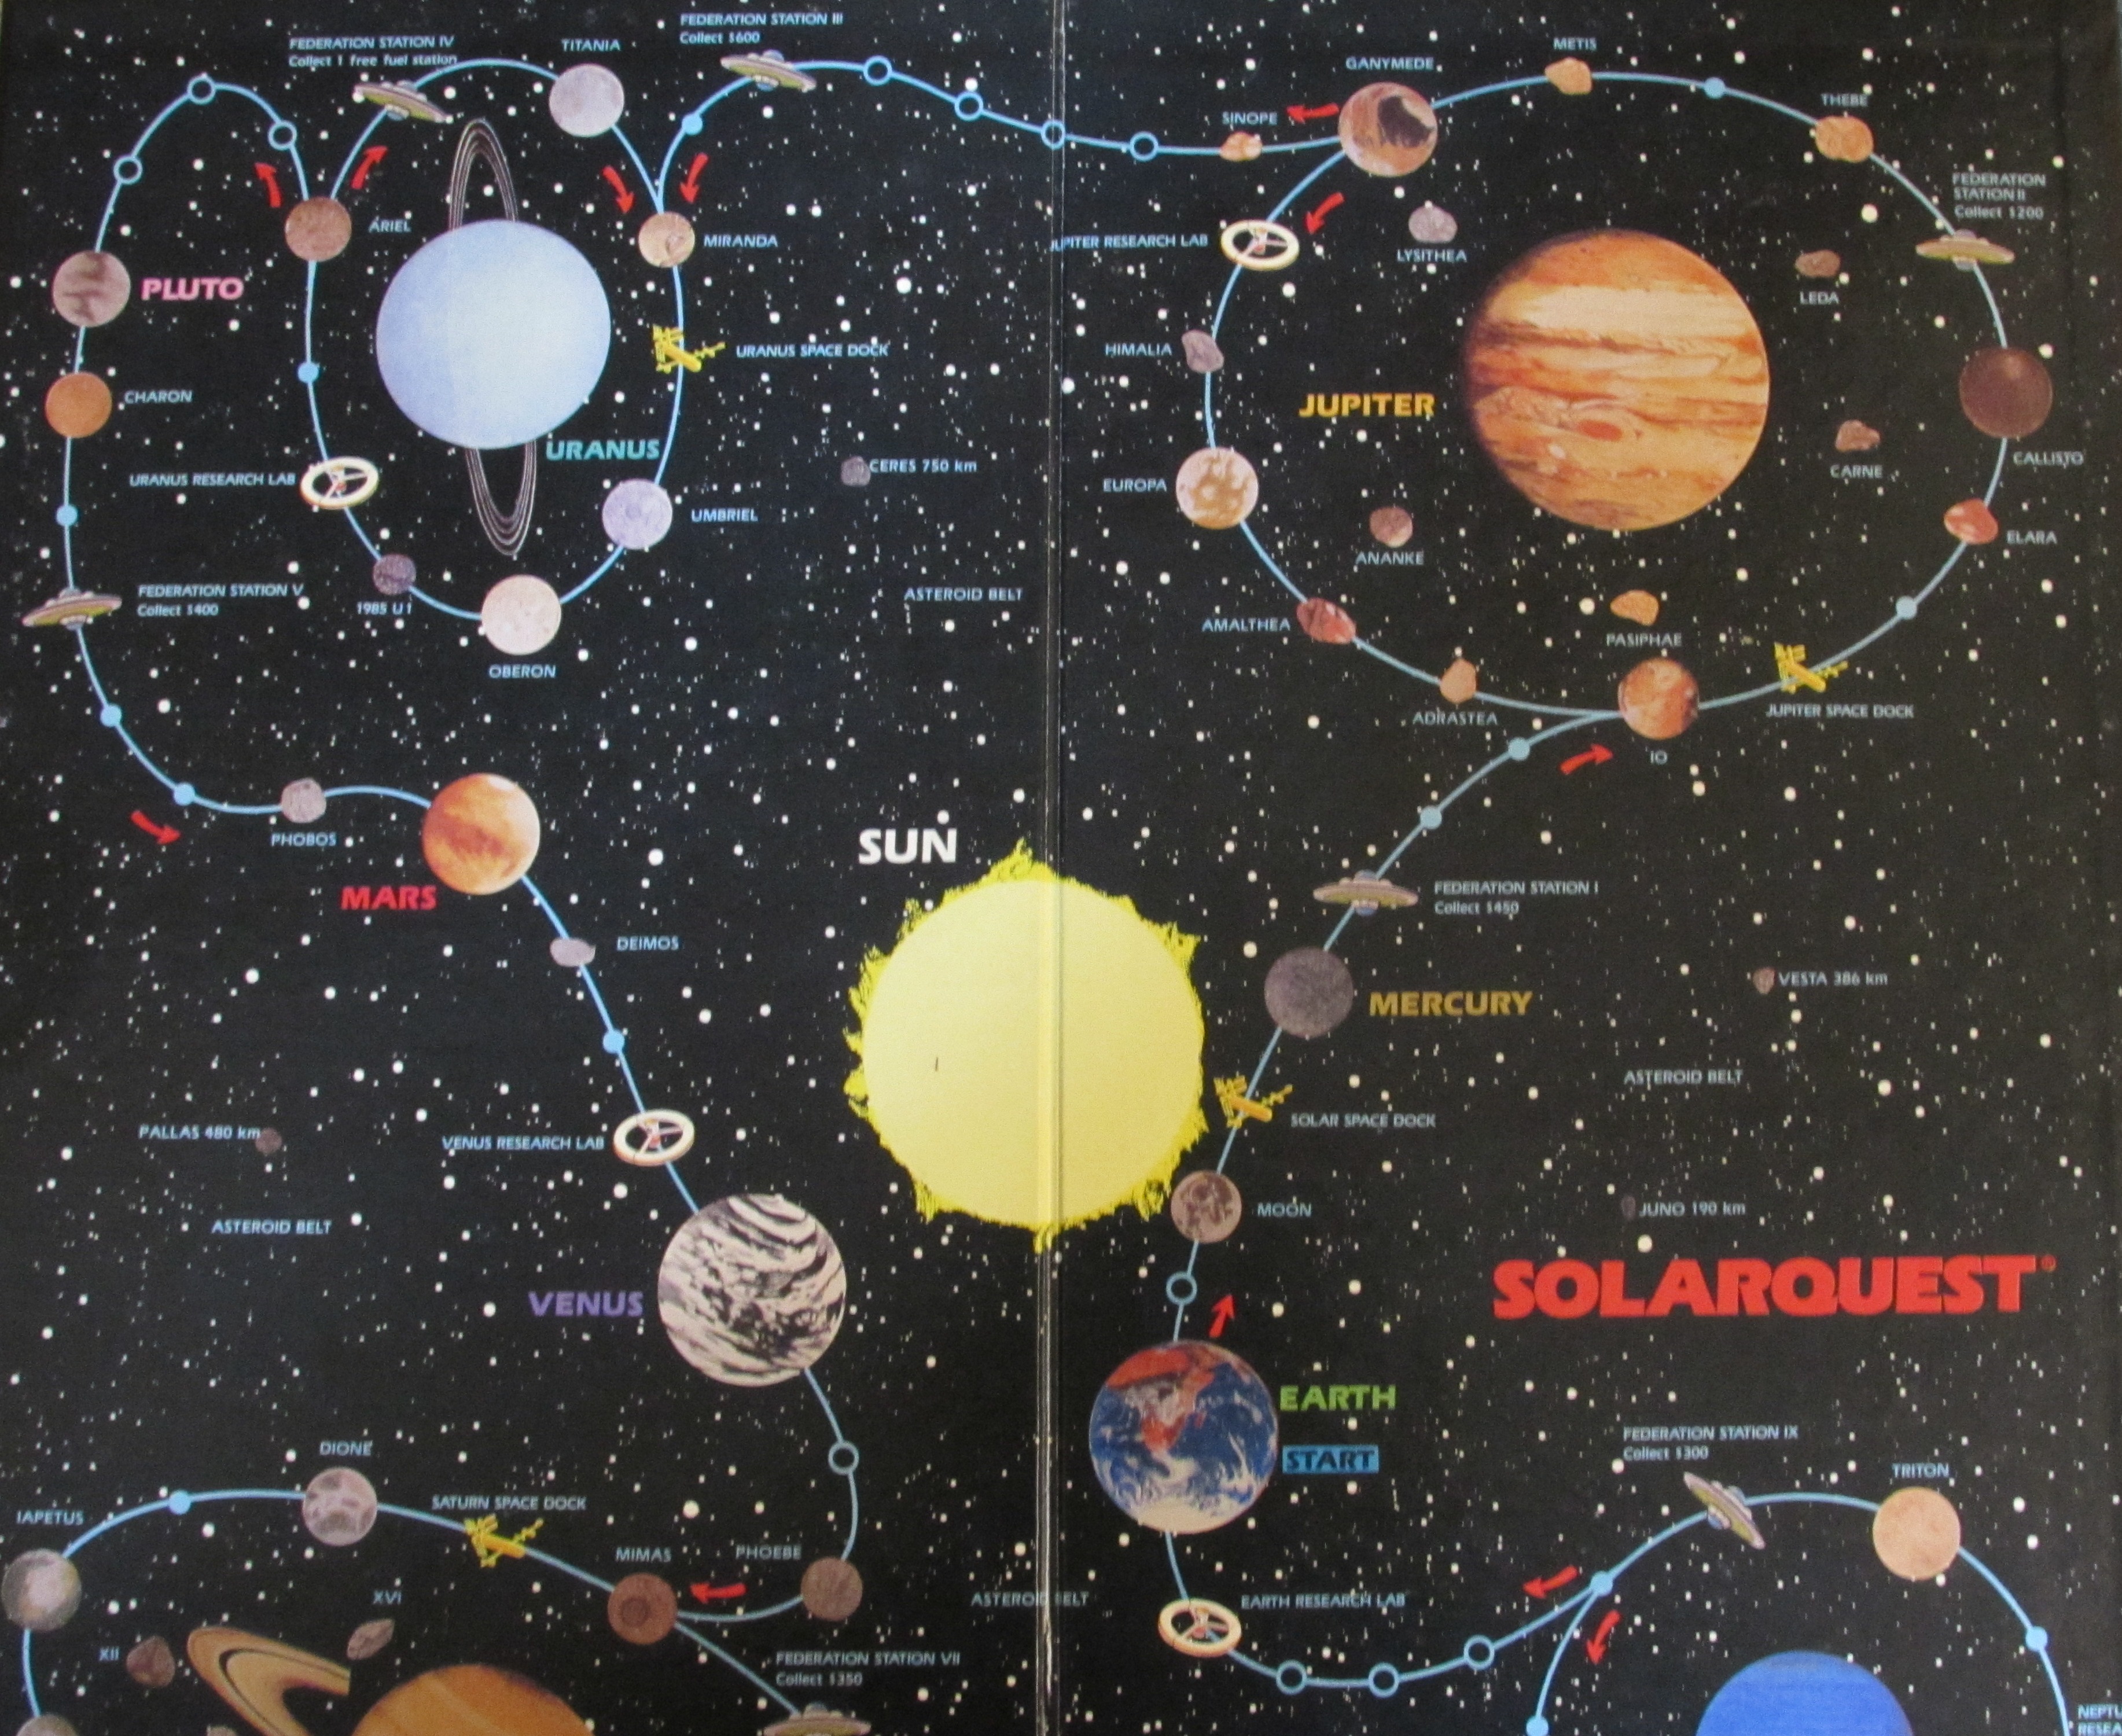 FEDERATION STATION III
Collect $600
FEDERATION STATION IV
Collect 1 free fuel station
TITANIA
METIS
GANYMEDE
SINOPE
THEBE
FEDERATION
STATION II
Collect $200
ARIEL
MIRANDA
JUPITER RESEARCH LAB
LYSITHEA
LEDA
PLUTO
URANUS SPACE DOCK
HIMALIA
CHARON
JUPITER
URANUS
CERES 750 km
CARNE
CALLISTO
URANUS RESEARCH LAB
EUROPA
UMBRIEL
ANANKE
ELARA
FEDERATION STATION V
Collect $400
1985 U1
ASTEROID BELT
AMALTHEA
PASIPHAE
OBERON
ADRASTEA
JUPITER SPACE DOCK
IO
PHOBOS
SUN
MARS
FEDERATION STATION I
Collect $450
DEIMOS
VESTA 386 km
MERCURY
ASTEROID BELT
PALLAS 480 km
VENUS RESEARCH LAB
SOLAR SPACE DOCK
MOON
JUNO 190 km
ASTEROID BELT
SOLARQUEST®
VENUS
EARTH
START
FEDERATION STATION IX
Collect $300
DIONE
TRITON
IAPETUS
SATURN SPACE DOCK
MIMAS
PHOEBE
XVI
ASTEROID BELT
EARTH RESEARCH LAB
XII
FEDERATION STATION VII
Collect $350